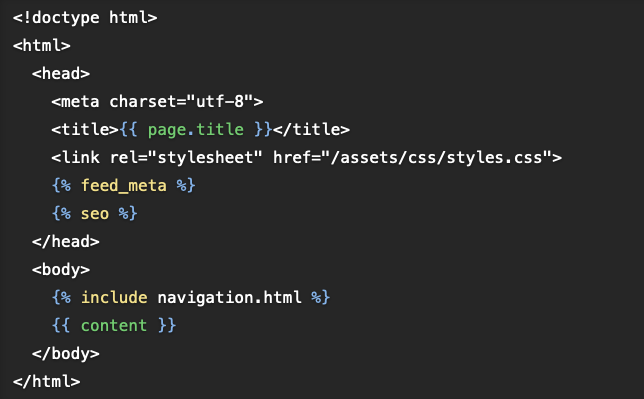 <!doctype html>
<html>
  <head>
    <meta charset="utf-8">
    <title>{{ page.title }}</title>
    <link rel="stylesheet" href="/assets/css/styles.css">
    {% feed_meta %}
    {% seo %}
  </head>
  <body>
    {% include navigation.html %}
    {{ content }}
  </body>
</html>